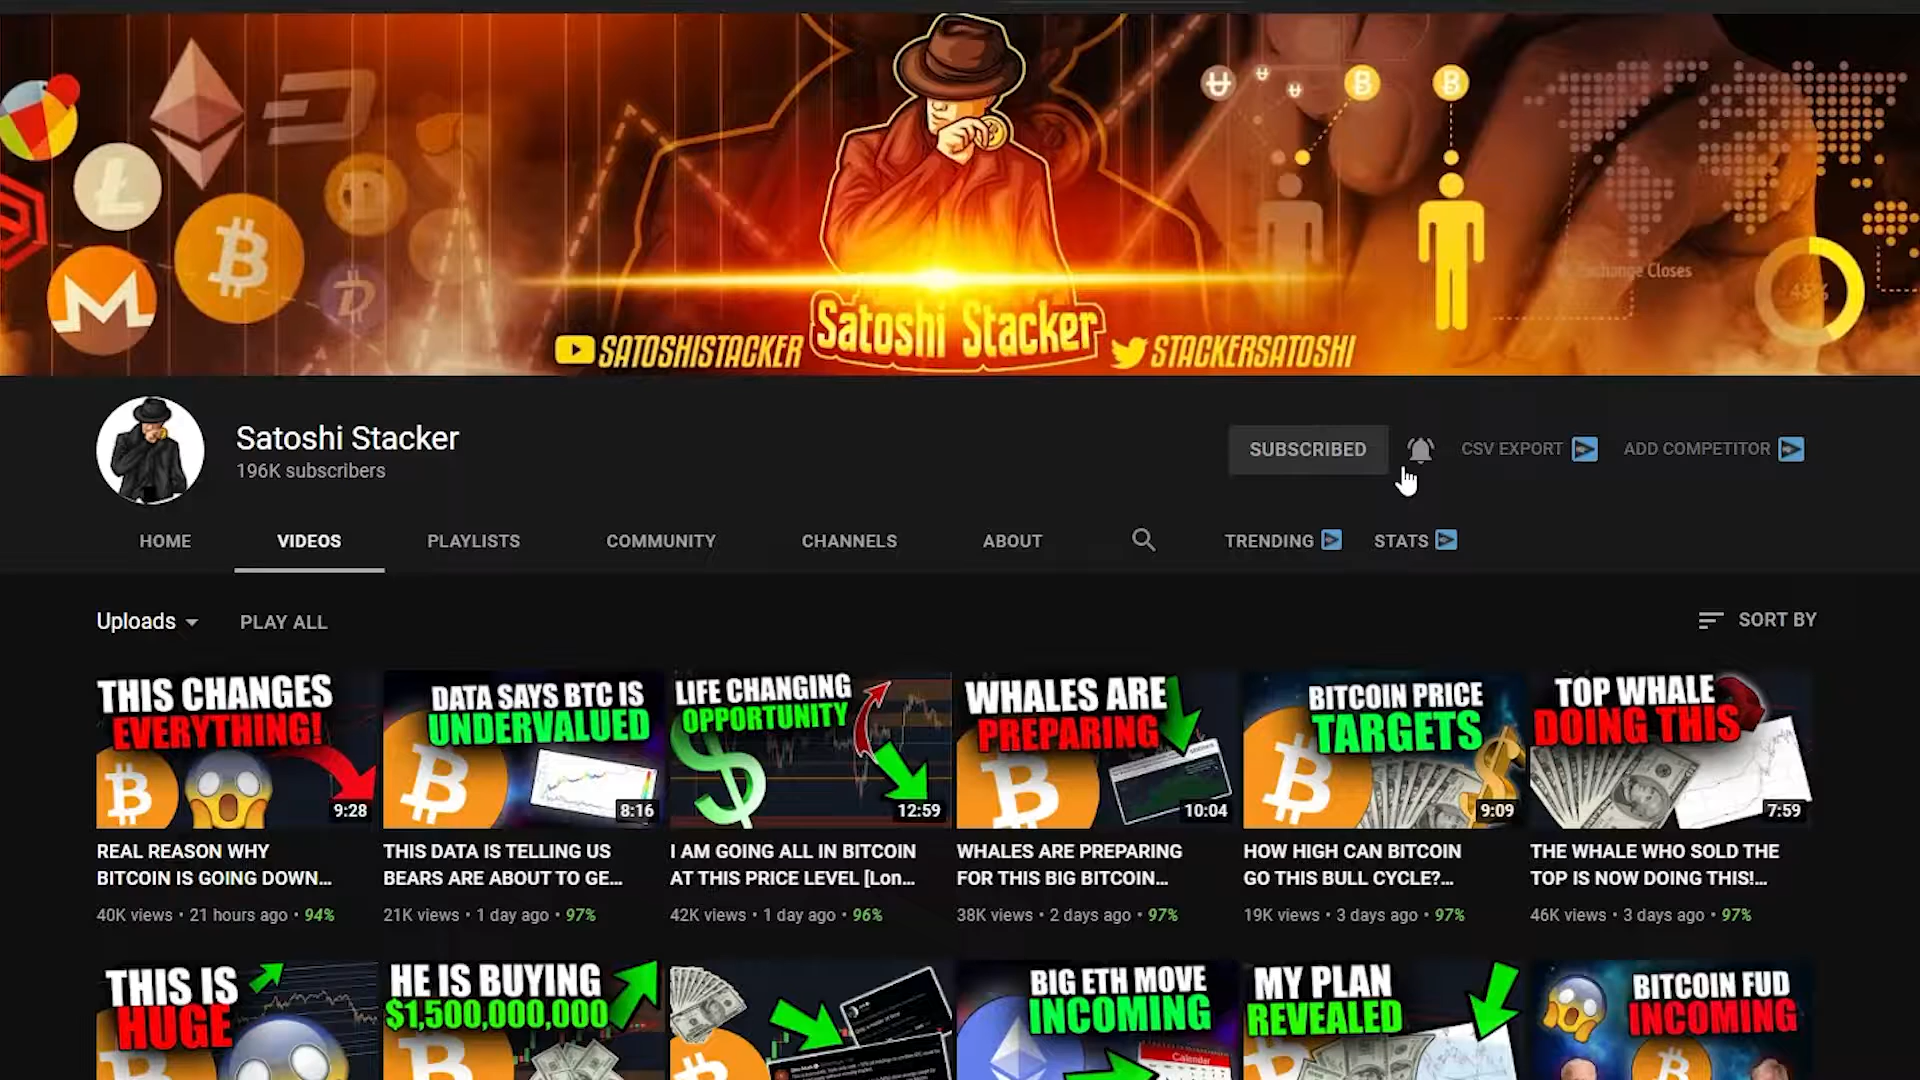 Exchange Closes
45%
Satoshi Stacker
SATOSHISTACKER
STACKERSATOSHI
Satoshi Stacker
196K subscribers
SUBSCRIBED
CSV EXPORT
ADD COMPETITOR
HOME
VIDEOS
PLAYLISTS
COMMUNITY
CHANNELS
ABOUT
TRENDING
STATS
Uploads
PLAY ALL
SORT BY
THIS CHANGES
EVERYTHING!
9:28
REAL REASON WHY
BITCOIN IS GOING DOWN...
40K views • 21 hours ago • 94%
DATA SAYS BTC IS
UNDERVALUED
8:16
THIS DATA IS TELLING US
BEARS ARE ABOUT TO GE...
21K views • 1 day ago • 97%
LIFE CHANGING
OPPORTUNITY
12:59
I AM GOING ALL IN BITCOIN
AT THIS PRICE LEVEL [Lon...
42K views • 1 day ago • 96%
WHALES ARE
PREPARING
10:04
WHALES ARE PREPARING
FOR THIS BIG BITCOIN...
38K views • 2 days ago • 97%
BITCOIN PRICE
TARGETS
9:09
HOW HIGH CAN BITCOIN
GO THIS BULL CYCLE?...
19K views • 3 days ago • 97%
TOP WHALE
DOING THIS
7:59
THE WHALE WHO SOLD THE
TOP IS NOW DOING THIS!...
46K views • 3 days ago • 97%
THIS IS
HUGE
HE IS BUYING
$1,500,000,000
BIG ETH MOVE
INCOMING
Calendar
MY PLAN
REVEALED
BITCOIN FUD
INCOMING